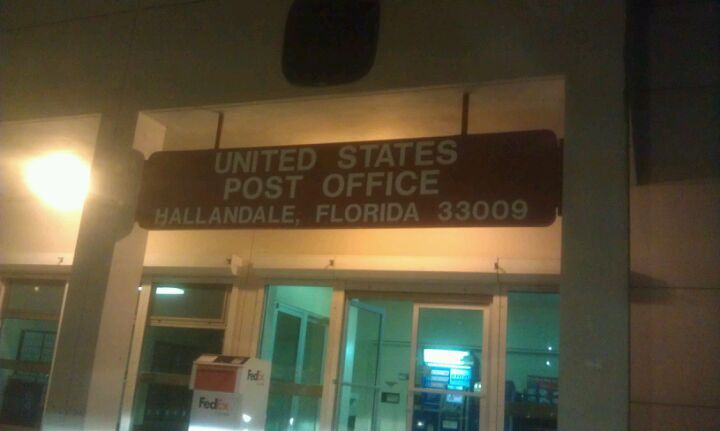 UNITED STATES
POST OFFICE
HALLANDALE, FLORIDA 33009
FedEx
FedEx